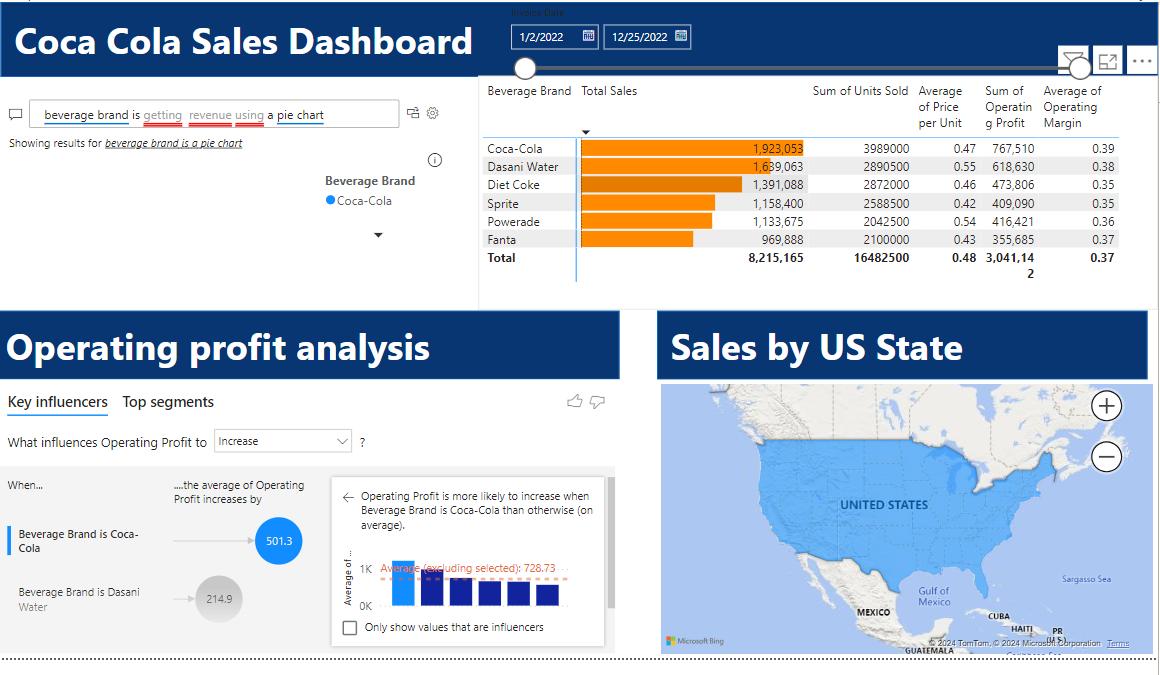 Coca Cola Sales Dashboard
Invoice Date
1/2/2022 12/25/2022
beverage brand is getting revenue using a pie chart
Showing results for beverage brand is a pie chart
Beverage Brand
Coca-Cola
Beverage Brand Total Sales Sum of Units Sold Average of Price per Unit Sum of Operating Profit Average of Operating Margin
Coca-Cola 1,923,053 3989000 0.47 767,510 0.39
Dasani Water 1,639,063 2890500 0.55 618,630 0.38
Diet Coke 1,391,088 2872000 0.46 473,806 0.35
Sprite 1,158,400 2588500 0.42 409,090 0.35
Powerade 1,133,675 2042500 0.54 416,421 0.36
Fanta 969,888 2100000 0.43 355,685 0.37
Total 8,215,165 16482500 0.48 3,041,142 0.37
Operating profit analysis
Key influencers Top segments
What influences Operating Profit to Increase ?
When...
....the average of Operating
Profit increases by
Beverage Brand is Coca-
Cola
501.3
Beverage Brand is Dasani
Water
214.9
Operating Profit is more likely to increase when
Beverage Brand is Coca-Cola than otherwise (on
average).
Average of ...
1K
0K
Average (excluding selected): 728.73
Only show values that are influencers
Sales by US State
UNITED STATES
Gulf of
Mexico
Sargasso Sea
MEXICO
CUBA
HAITI
PR
(U.S.)
GUATEMALA
Caribbean Sea
Microsoft Bing
© 2024 TomTom, © 2024 Microsoft Corporation Terms